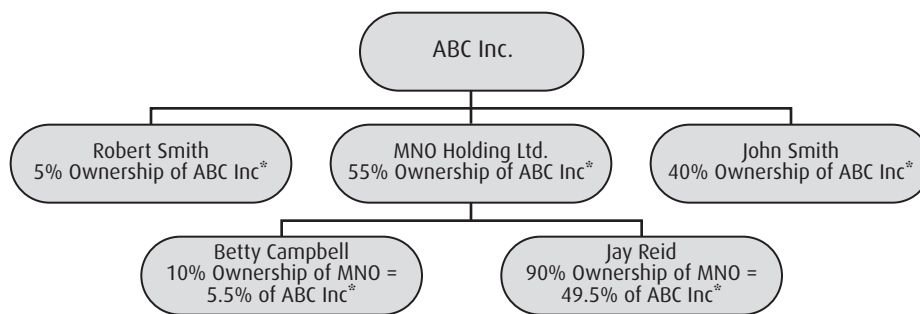 ABC Inc.
Robert Smith
5% Ownership of ABC Inc*
MNO Holding Ltd.
55% Ownership of ABC Inc*
John Smith
40% Ownership of ABC Inc*
Betty Campbell
10% Ownership of MNO =
5.5% of ABC Inc*
Jay Reid
90% Ownership of MNO =
49.5% of ABC Inc*